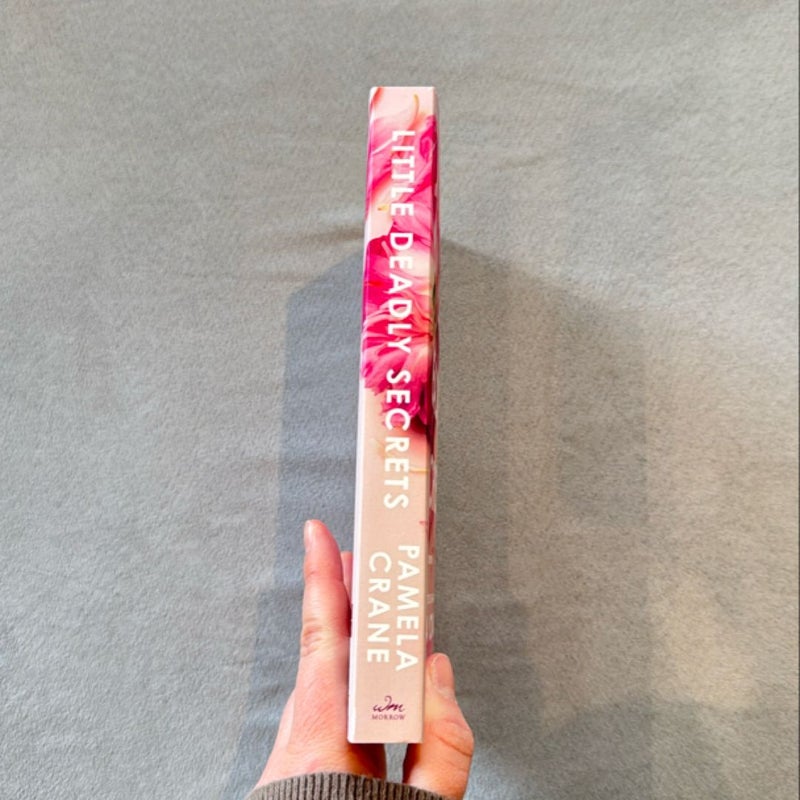 LITTLE DEADLY SECRETS
PAMELA
CRANE
wm
MORROW